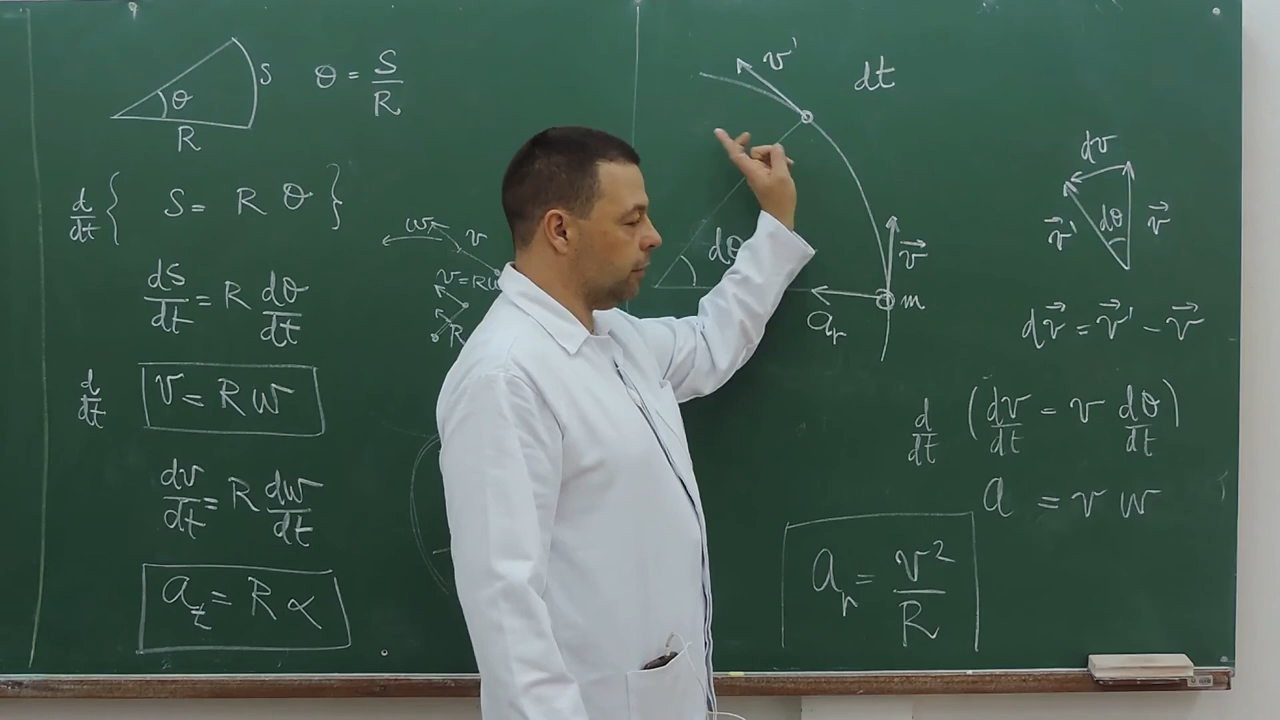 θ S θ = S/R
R
d/dt { S = R θ }
dS/dt = R dθ/dt
d/dt v = R w
dv/dt = R dw/dt
a_t = R α
w v
v = Rw
R
v' dt
dθ v⃗
a_r m
dv
v⃗' dθ v⃗
dv⃗ = v⃗' − v⃗
d/dt (dv/dt = v dθ/dt)
a = v w
a_r = v²/R